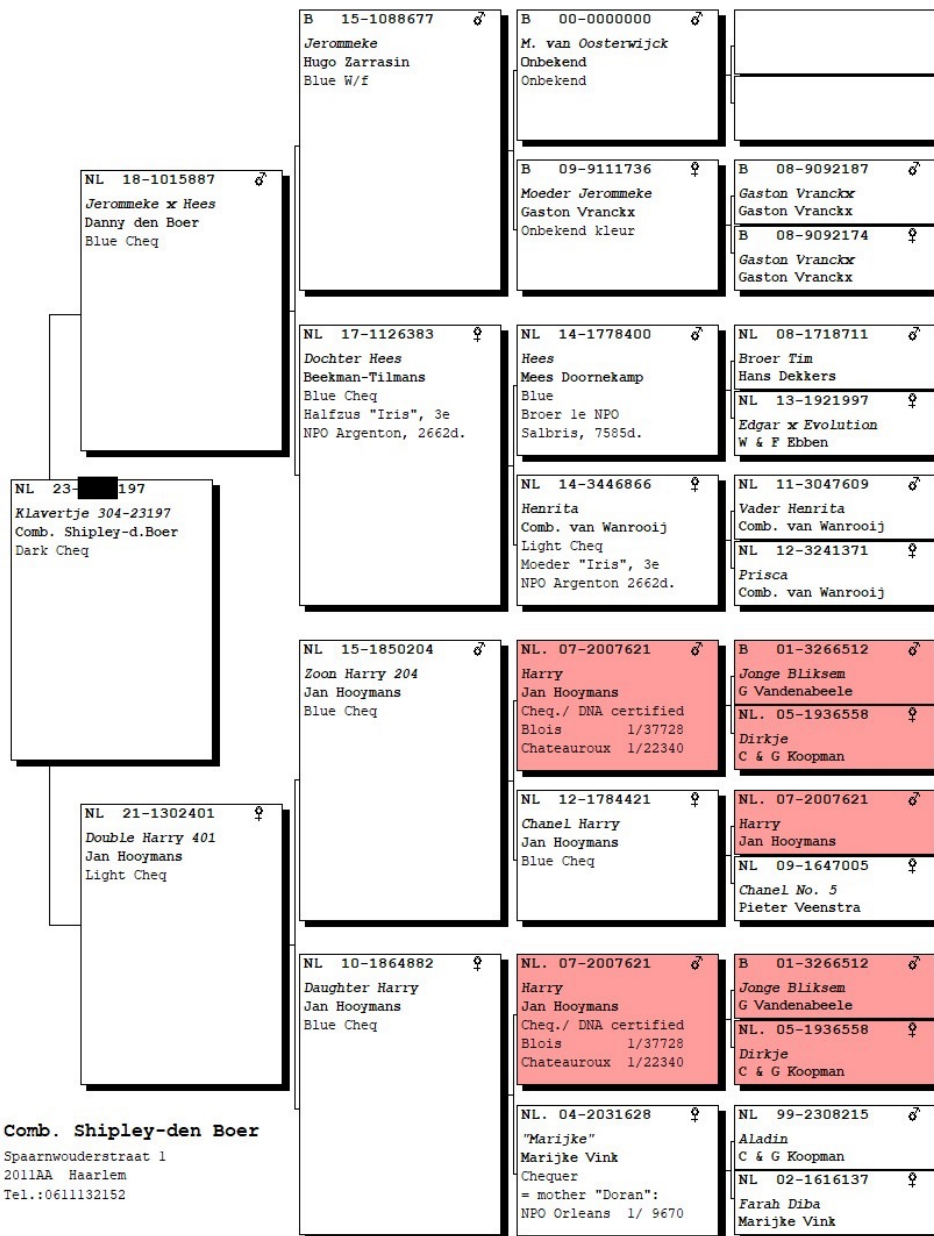 B 15-1088677 ♂
Jerommeke
Hugo Zarrasin
Blue W/f
B 00-0000000 ♂
M. van Oosterwijck
Onbekend
Onbekend
B 09-9111736 ♀
Moeder Jerommeke
Gaston Vranckx
Onbekend kleur
B 08-9092187 ♂
Gaston Vranckx
Gaston Vranckx
B 08-9092174 ♀
Gaston Vranckx
Gaston Vranckx
NL 18-1015887 ♂
Jerommeke x Hees
Danny den Boer
Blue Cheq
NL 17-1126383 ♀
Dochter Hees
Beekman-Tilmans
Blue Cheq
Halfzus "Iris", 3e
NPO Argenton, 2662d.
NL 14-1778400 ♂
Hees
Mees Doornekamp
Blue
Broer 1e NPO
Salbris, 7585d.
NL 08-1718711 ♂
Broer Tim
Hans Dekkers
NL 13-1921997 ♀
Edgar x Evolution
W & F Ebben
NL 14-3446866 ♀
Henrita
Comb. van Wanrooij
Light Cheq
Moeder "Iris", 3e
NPO Argenton 2662d.
NL 11-3047609 ♂
Vader Henrita
Comb. van Wanrooij
NL 12-3241371 ♀
Prisca
Comb. van Wanrooij
NL 23- 197
Klavertje 304-23197
Comb. Shipley-d.Boer
Dark Cheq
NL 15-1850204 ♂
Zoon Harry 204
Jan Hooymans
Blue Cheq
NL. 07-2007621 ♂
Harry
Jan Hooymans
Cheq./ DNA certified
Blois 1/37728
Chateauroux 1/22340
B 01-3266512 ♂
Jonge Bliksem
G Vandenabeele
NL. 05-1936558 ♀
Dirkje
C & G Koopman
NL 12-1784421 ♀
Chanel Harry
Jan Hooymans
Blue Cheq
NL. 07-2007621 ♂
Harry
Jan Hooymans
NL 09-1647005 ♀
Chanel No. 5
Pieter Veenstra
NL 21-1302401 ♀
Double Harry 401
Jan Hooymans
Light Cheq
NL 10-1864882 ♀
Daughter Harry
Jan Hooymans
Blue Cheq
NL. 07-2007621 ♂
Harry
Jan Hooymans
Cheq./ DNA certified
Blois 1/37728
Chateauroux 1/22340
B 01-3266512 ♂
Jonge Bliksem
G Vandenabeele
NL. 05-1936558 ♀
Dirkje
C & G Koopman
NL. 04-2031628 ♀
"Marijke"
Marijke Vink
Chequer
= mother "Doran":
NPO Orleans 1/ 9670
NL 99-2308215 ♂
Aladin
C & G Koopman
NL 02-1616137 ♀
Farah Diba
Marijke Vink
Comb. Shipley-den Boer
Spaarnwouderstraat 1
2011AA Haarlem
Tel.:0611132152